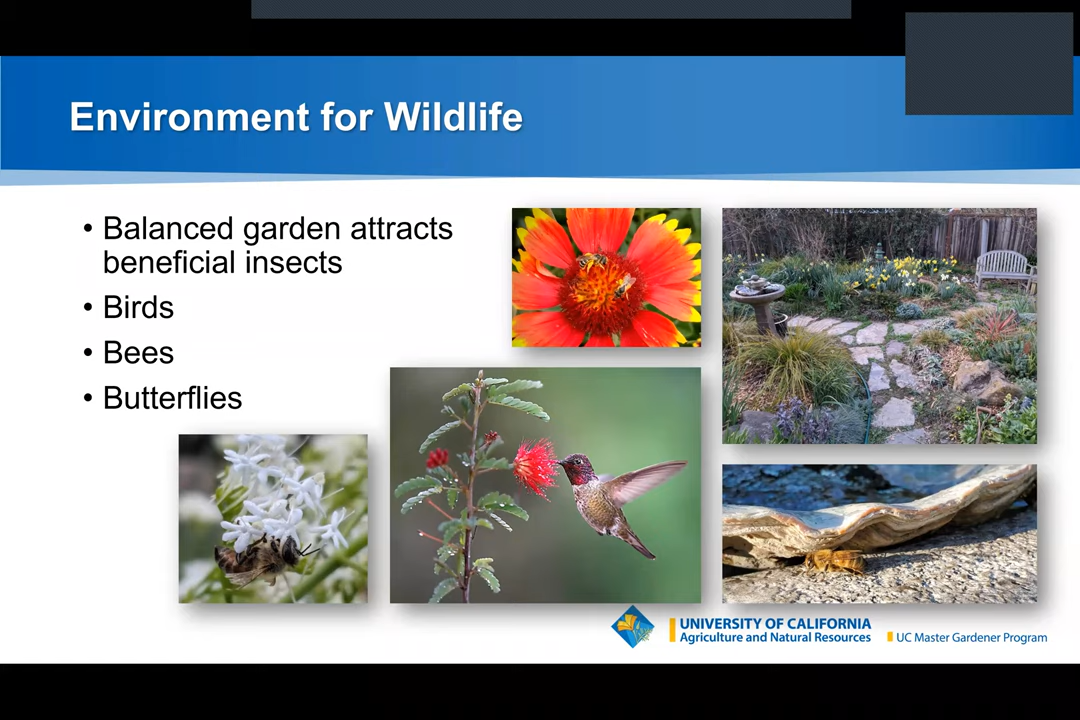 Environment for Wildlife
• Balanced garden attracts
beneficial insects
• Birds
• Bees
• Butterflies
UNIVERSITY OF CALIFORNIA
Agriculture and Natural Resources
UC Master Gardener Program